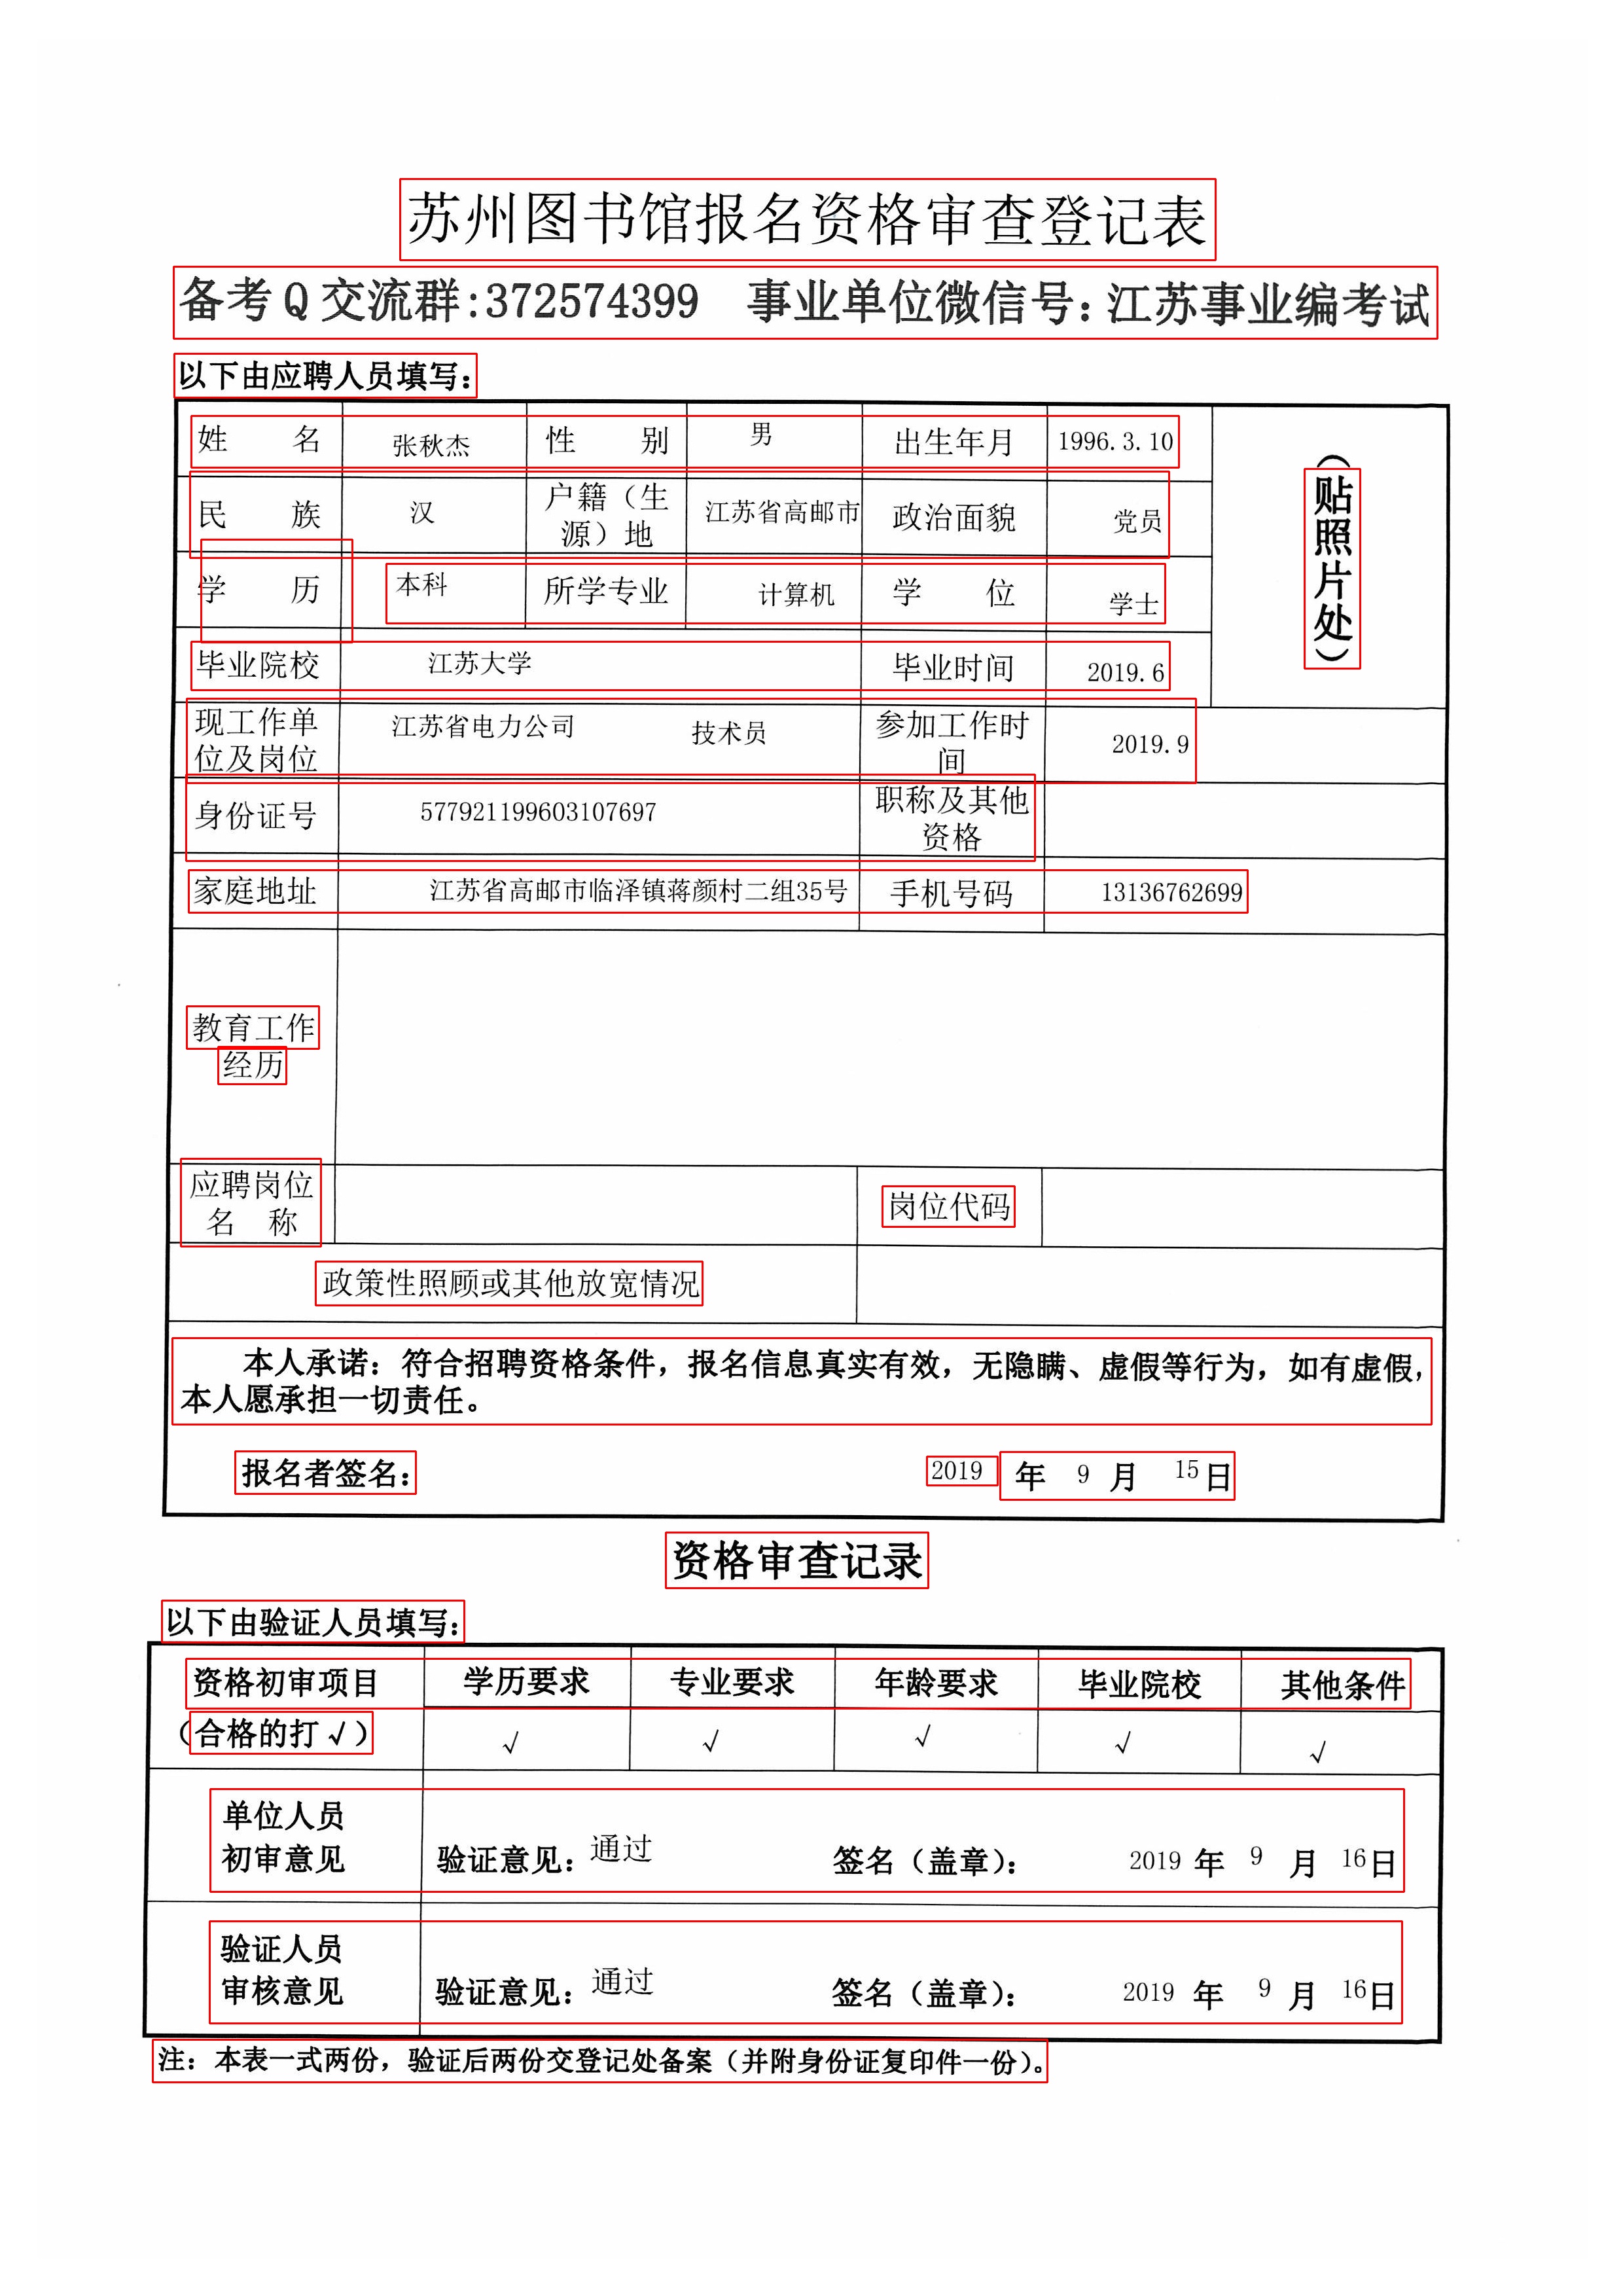 苏州图书馆报名资格审查登记表
备考 Q 交流群:372574399 事业单位微信号: 江苏事业编考试
以下由应聘人员填写:
姓 名 张秋杰 性 别 男 出生年月 1996.3.10
民 族 汉 户籍（生源）地 江苏省高邮市 政治面貌 党员
（贴照片处）
学 历 本科 所学专业 计算机 学 位 学士
毕业院校 江苏大学 毕业时间 2019.6
现工作单位及岗位 江苏省电力公司 技术员 参加工作时间 2019.9
身份证号 577921199603107697 职称及其他资格
家庭地址 江苏省高邮市临泽镇蒋颜村二组35号 手机号码 13136762699
教育工作
经历
应聘岗位
名 称
岗位代码
政策性照顾或其他放宽情况
本人承诺：符合招聘资格条件，报名信息真实有效，无隐瞒、虚假等行为，如有虚假，
本人愿承担一切责任。
报名者签名: 2019 年 9 月 15日
资格审查记录
以下由验证人员填写:
资格初审项目 学历要求 专业要求 年龄要求 毕业院校 其他条件
（合格的打 √ ） √ √ √ √ √
单位人员
初审意见 验证意见: 通过 签名（盖章）: 2019 年 9 月 16日
验证人员
审核意见 验证意见: 通过 签名（盖章）: 2019 年 9 月 16日
注：本表一式两份，验证后两份交登记处备案（并附身份证复印件一份）。